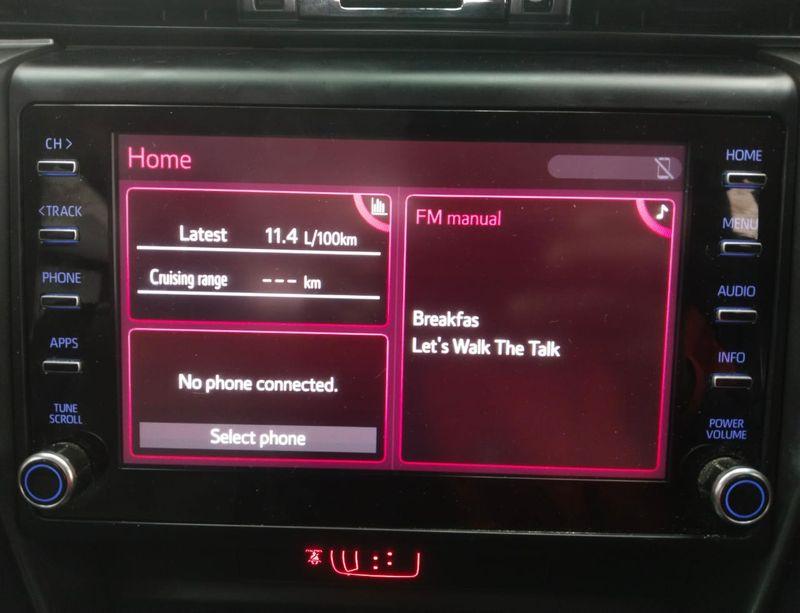 CH >
< TRACK
PHONE
APPS
TUNE
SCROLL
Home
Latest 11.4 L/100km
Cruising range --- km
No phone connected.
Select phone
FM manual
Breakfas
Let's Walk The Talk
HOME
MENU
AUDIO
INFO
POWER
VOLUME